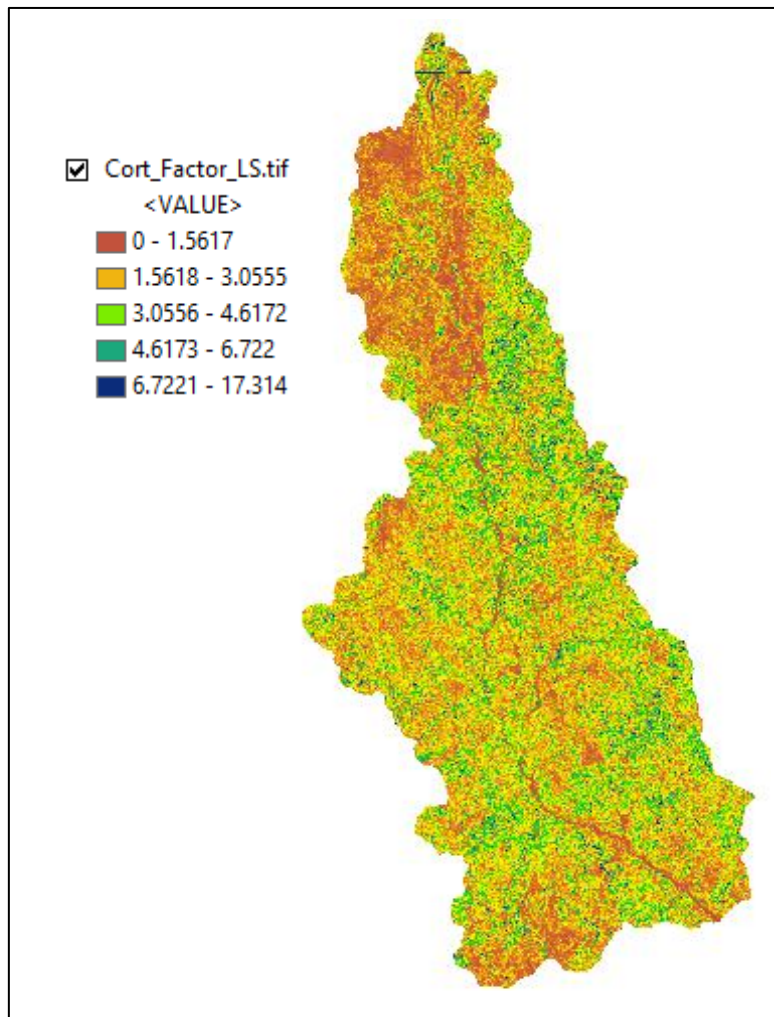 Cort_Factor_LS.tif
<VALUE>
0 - 1.5617
1.5618 - 3.0555
3.0556 - 4.6172
4.6173 - 6.722
6.7221 - 17.314